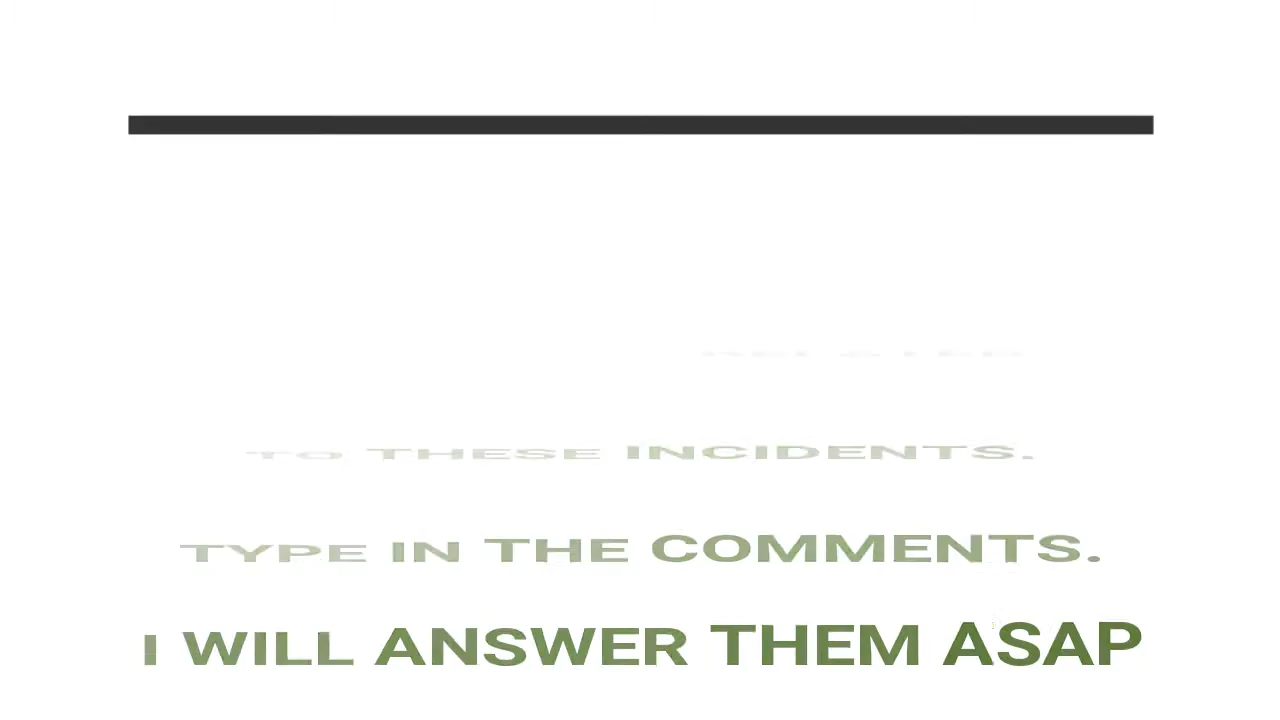 TO THESE INCIDENTS.
TYPE IN THE COMMENTS.
I WILL ANSWER THEM ASAP